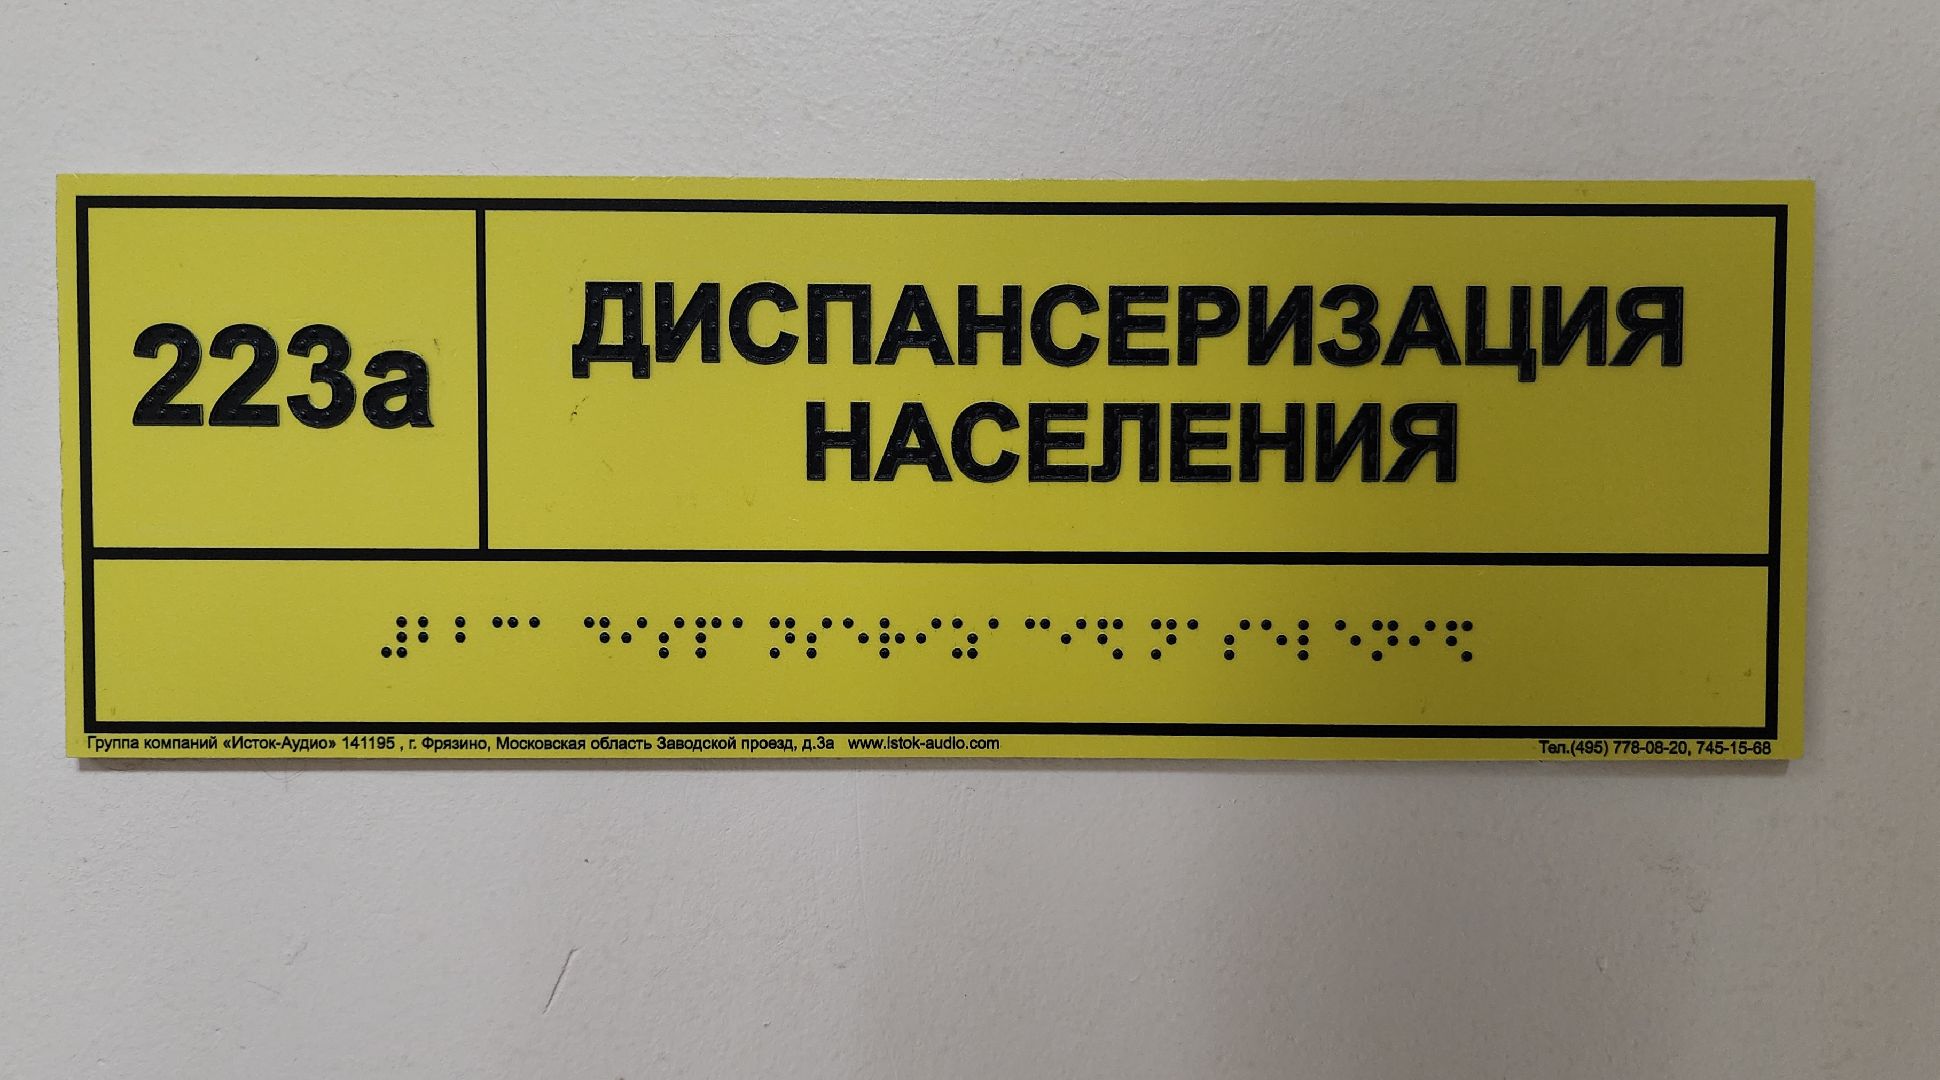 223а
ДИСПАНСЕРИЗАЦИЯ
НАСЕЛЕНИЯ
⠼⠃⠃⠉⠁ ⠙⠊⠎⠏⠁⠝⠎⠑⠗⠊⠵⠁⠉⠊⠫ ⠝⠁⠎⠑⠇⠑⠝⠊⠫
Группа компаний «Исток-Аудио» 141195 , г. Фрязино, Московская область Заводской проезд, д.3а www.istok-audio.com
Тел.(495) 778-08-20, 745-15-68